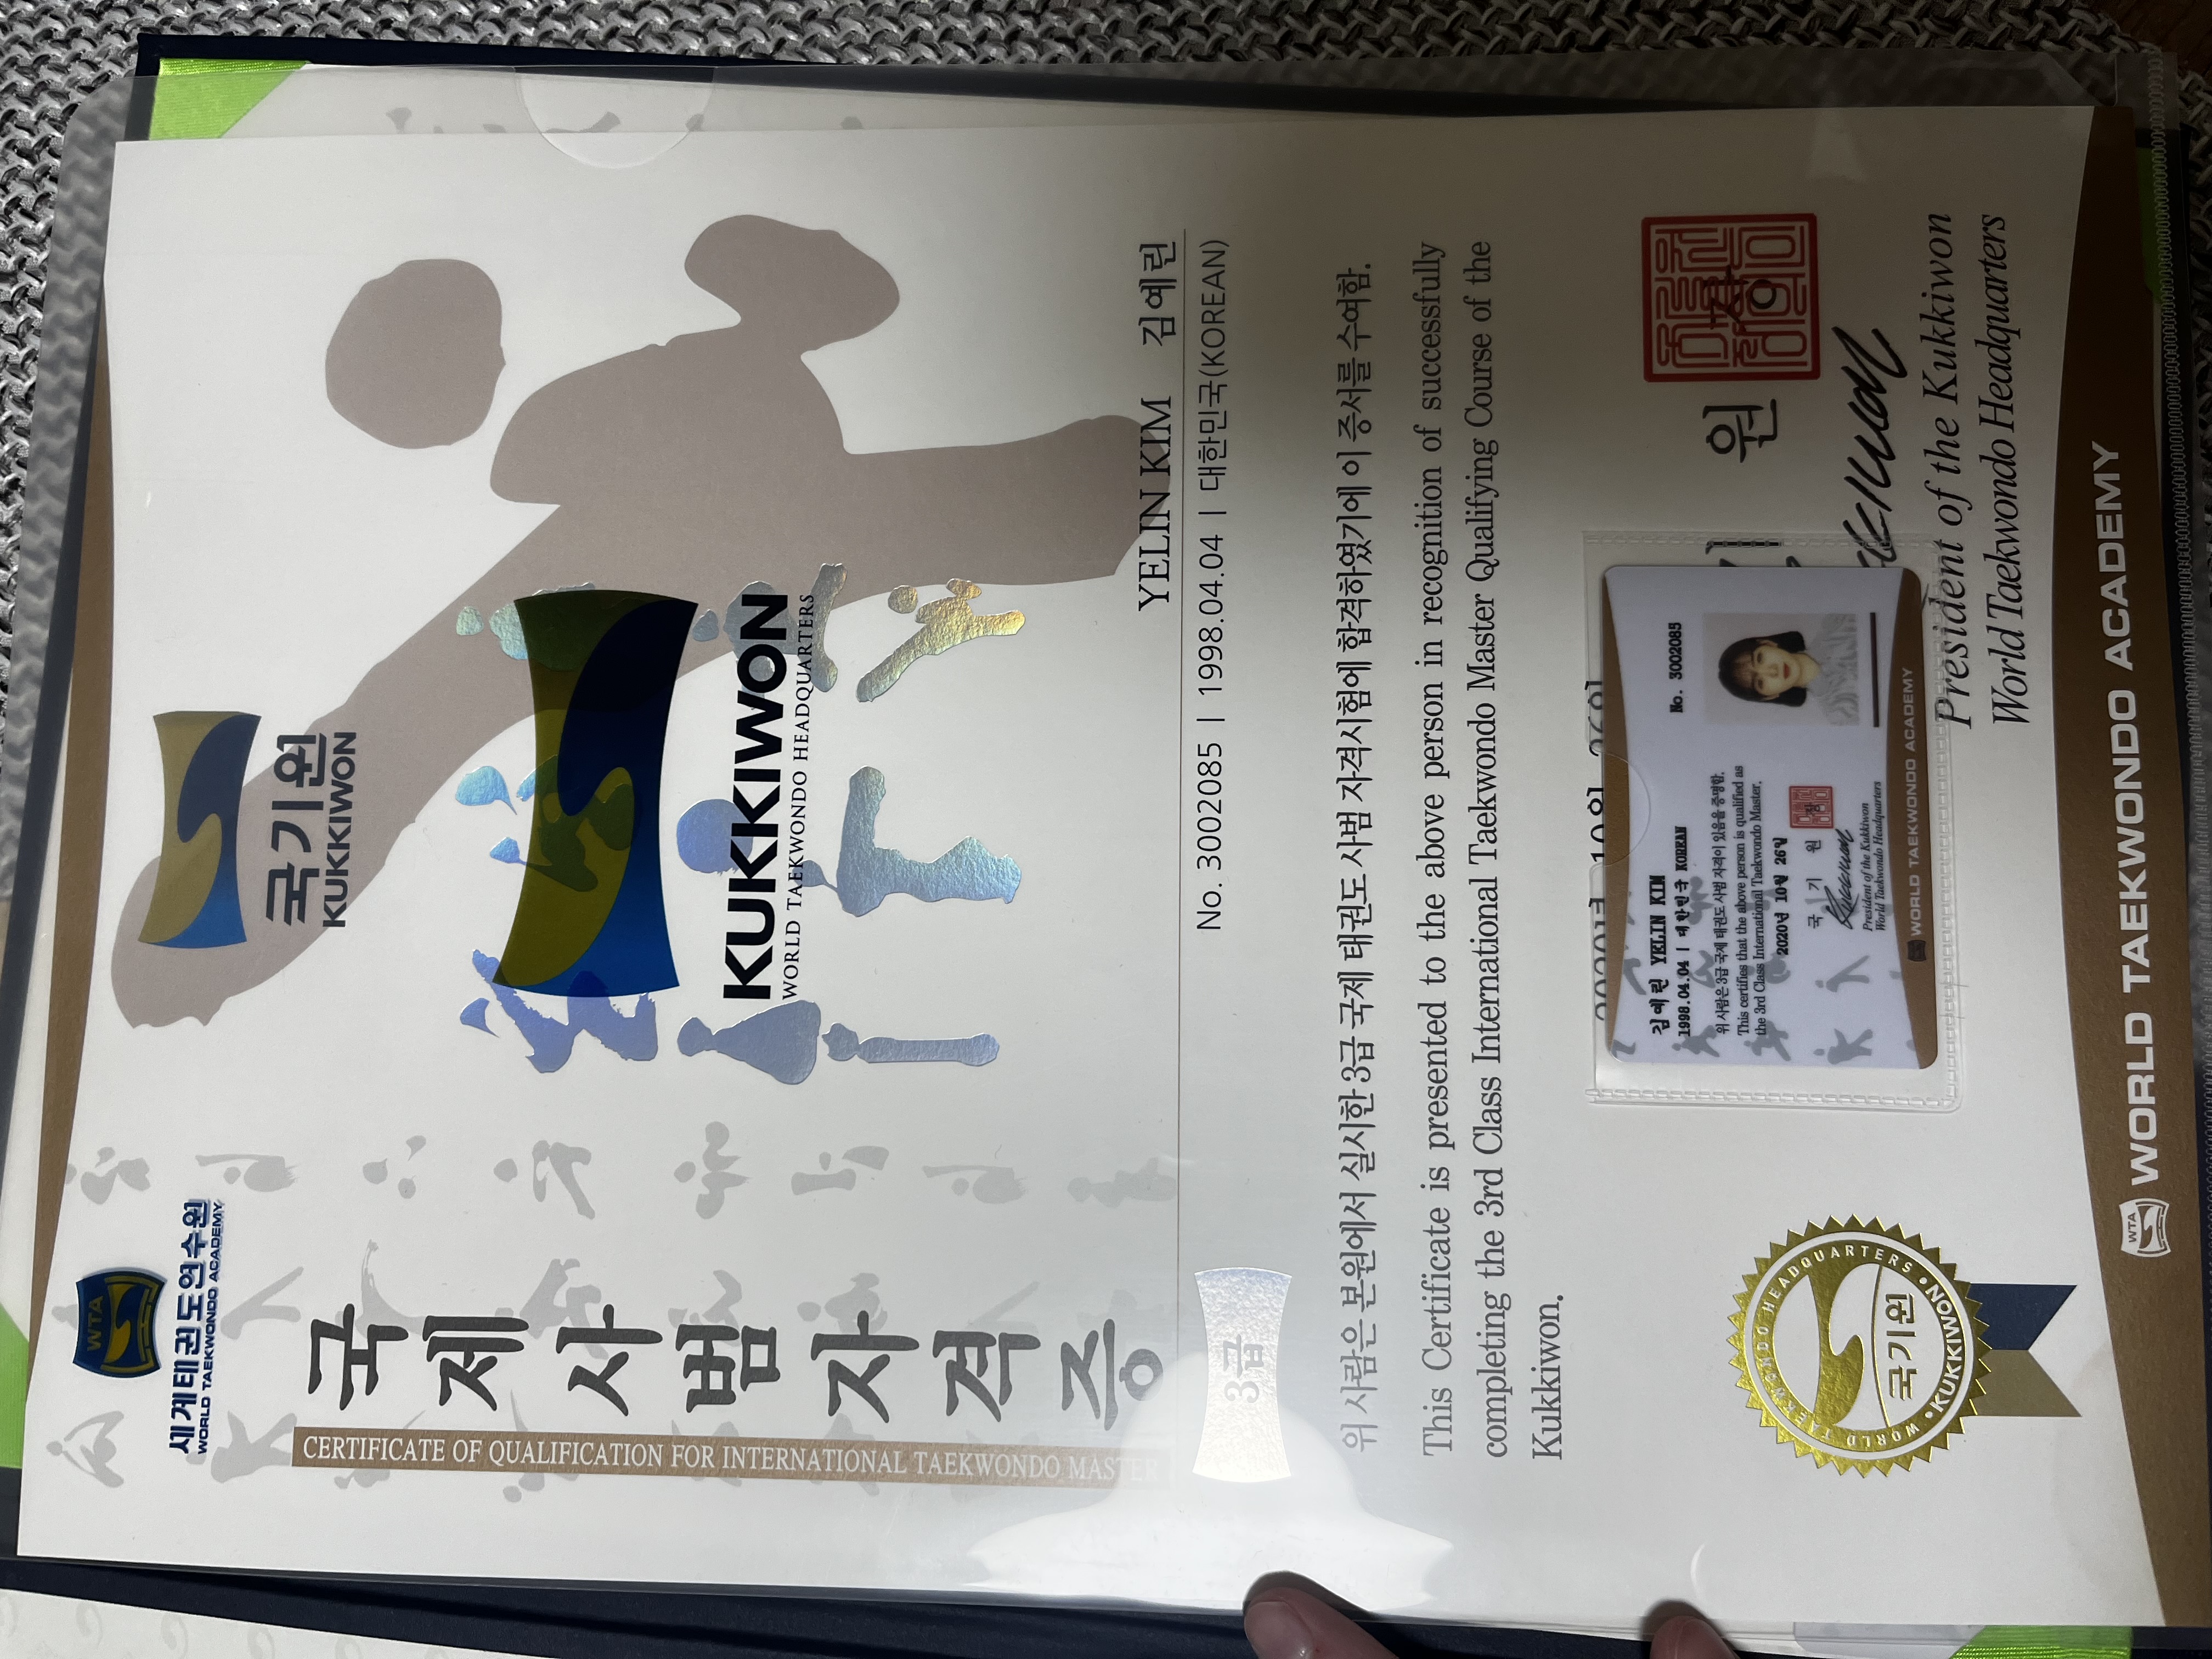 WTA
세계태권도연수원
WORLD TAEKWONDO ACADEMY
국기원
KUKKIWON
국제사범자격증
CERTIFICATE OF QUALIFICATION FOR INTERNATIONAL TAEKWONDO MASTER
KUKKIWON
WORLD TAEKWONDO HEADQUARTERS
YELIN KIM 김예린
3급
No. 3002085 | 1998.04.04 | 대한민국(KOREAN)
위 사람은 본원에서 실시한 3급 국제 태권도 사범 자격시험에 합격하였기에 이 증서를 수여함.
This Certificate is presented to the above person in recognition of successfully
completing the 3rd Class International Taekwondo Master Qualifying Course of the
Kukkiwon.
No. 3002085
김예린 YELIN KIM
1998.04.04 | 대한민국 KOREAN
위 사람은 3급 국제 태권도 사범 자격이 있음을 증명함.
This certifies that the above person is qualified as
the 3rd Class International Taekwondo Master.
2020년 10월 26일
국 기 원 장
President of the Kukkiwon
World Taekwondo Headquarters
WORLD TAEKWONDO ACADEMY
원 장
President of the Kukkiwon
World Taekwondo Headquarters
WORLD TAEKWONDO HEADQUARTERS • KUKKIWON •
국기원
WTA WORLD TAEKWONDO ACADEMY